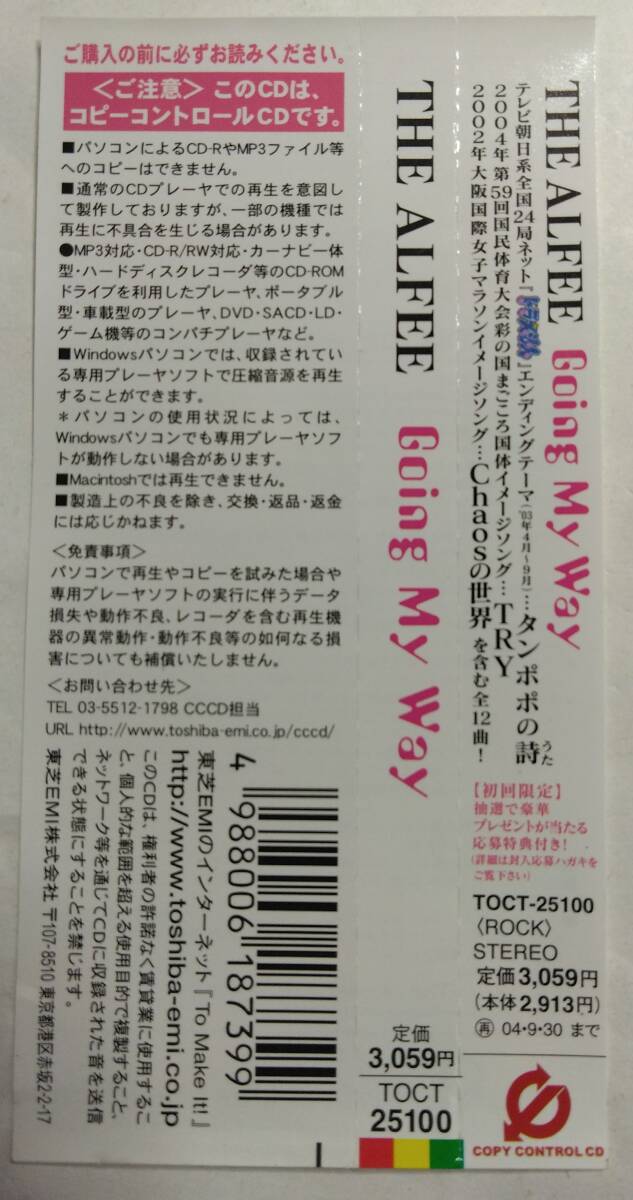 ご購入の前に必ずお読みください。
＜ご注意＞ このCDは、
コピーコントロールCDです。
■パソコンによるCD-RやMP3ファイル等
へのコピーはできません。
■通常のCDプレーヤでの再生を意図し
て製作しておりますが、一部の機種では
再生に不具合を生じる場合があります。
●MP3対応・CD-R/RW対応・カーナビ一体
型・ハードディスクレコーダ等のCD-ROM
ドライブを利用したプレーヤ、ポータブル
型・車載型のプレーヤ、DVD・SACD・LD・
ゲーム機等のコンパチプレーヤなど。
■Windowsパソコンでは、収録されてい
る専用プレーヤソフトで圧縮音源を再生
することができます。
＊パソコンの使用状況によっては、
Windowsパソコンでも専用プレーヤソフ
トが動作しない場合があります。
■Macintoshでは再生できません。
■製造上の不良を除き、交換・返品・返金
には応じかねます。
＜免責事項＞
パソコンで再生やコピーを試みた場合や
専用プレーヤソフトの実行に伴うデータ
損失や動作不良、レコーダを含む再生機
器の異常動作・動作不良等の如何なる損
害についても補償いたしません。
＜お問い合わせ先＞
TEL 03-5512-1798 CCCD担当
URL http://www.toshiba-emi.co.jp/cccd/
東芝EMIのインターネット『To Make It!』
http://www.toshiba-emi.co.jp
このCDは、権利者の許諾なく賃貸業に使用するこ
と、個人的な範囲を超える使用目的で複製すること、
ネットワーク等を通じてCDに収録された音を送信
できる状態にすることを禁じます。
東芝EMI株式会社 〒107-8510 東京都港区赤坂2-2-17
4 988006 187399
THE ALFEE Going My Way
定価
3,059円
TOCT
25100
THE ALFEE Going My Way
テレビ朝日系全国24局ネット『ドラえもん』エンディングテーマ('03年4月〜9月)…タンポポの詩
うた
2004年第59回国民体育大会彩の国まごころ国体イメージソング…TRY
2002年大阪国際女子マラソンイメージソング…Chaosの世界 を含む全12曲！
【初回限定】
抽選で豪華
プレゼントが当たる
応募特典付き!
(詳細は封入応募ハガキを
ご覧下さい)
TOCT-25100
〈ROCK〉
STEREO
定価3,059円
(本体2,913円)
再 04・9・30 まで
COPY CONTROL CD